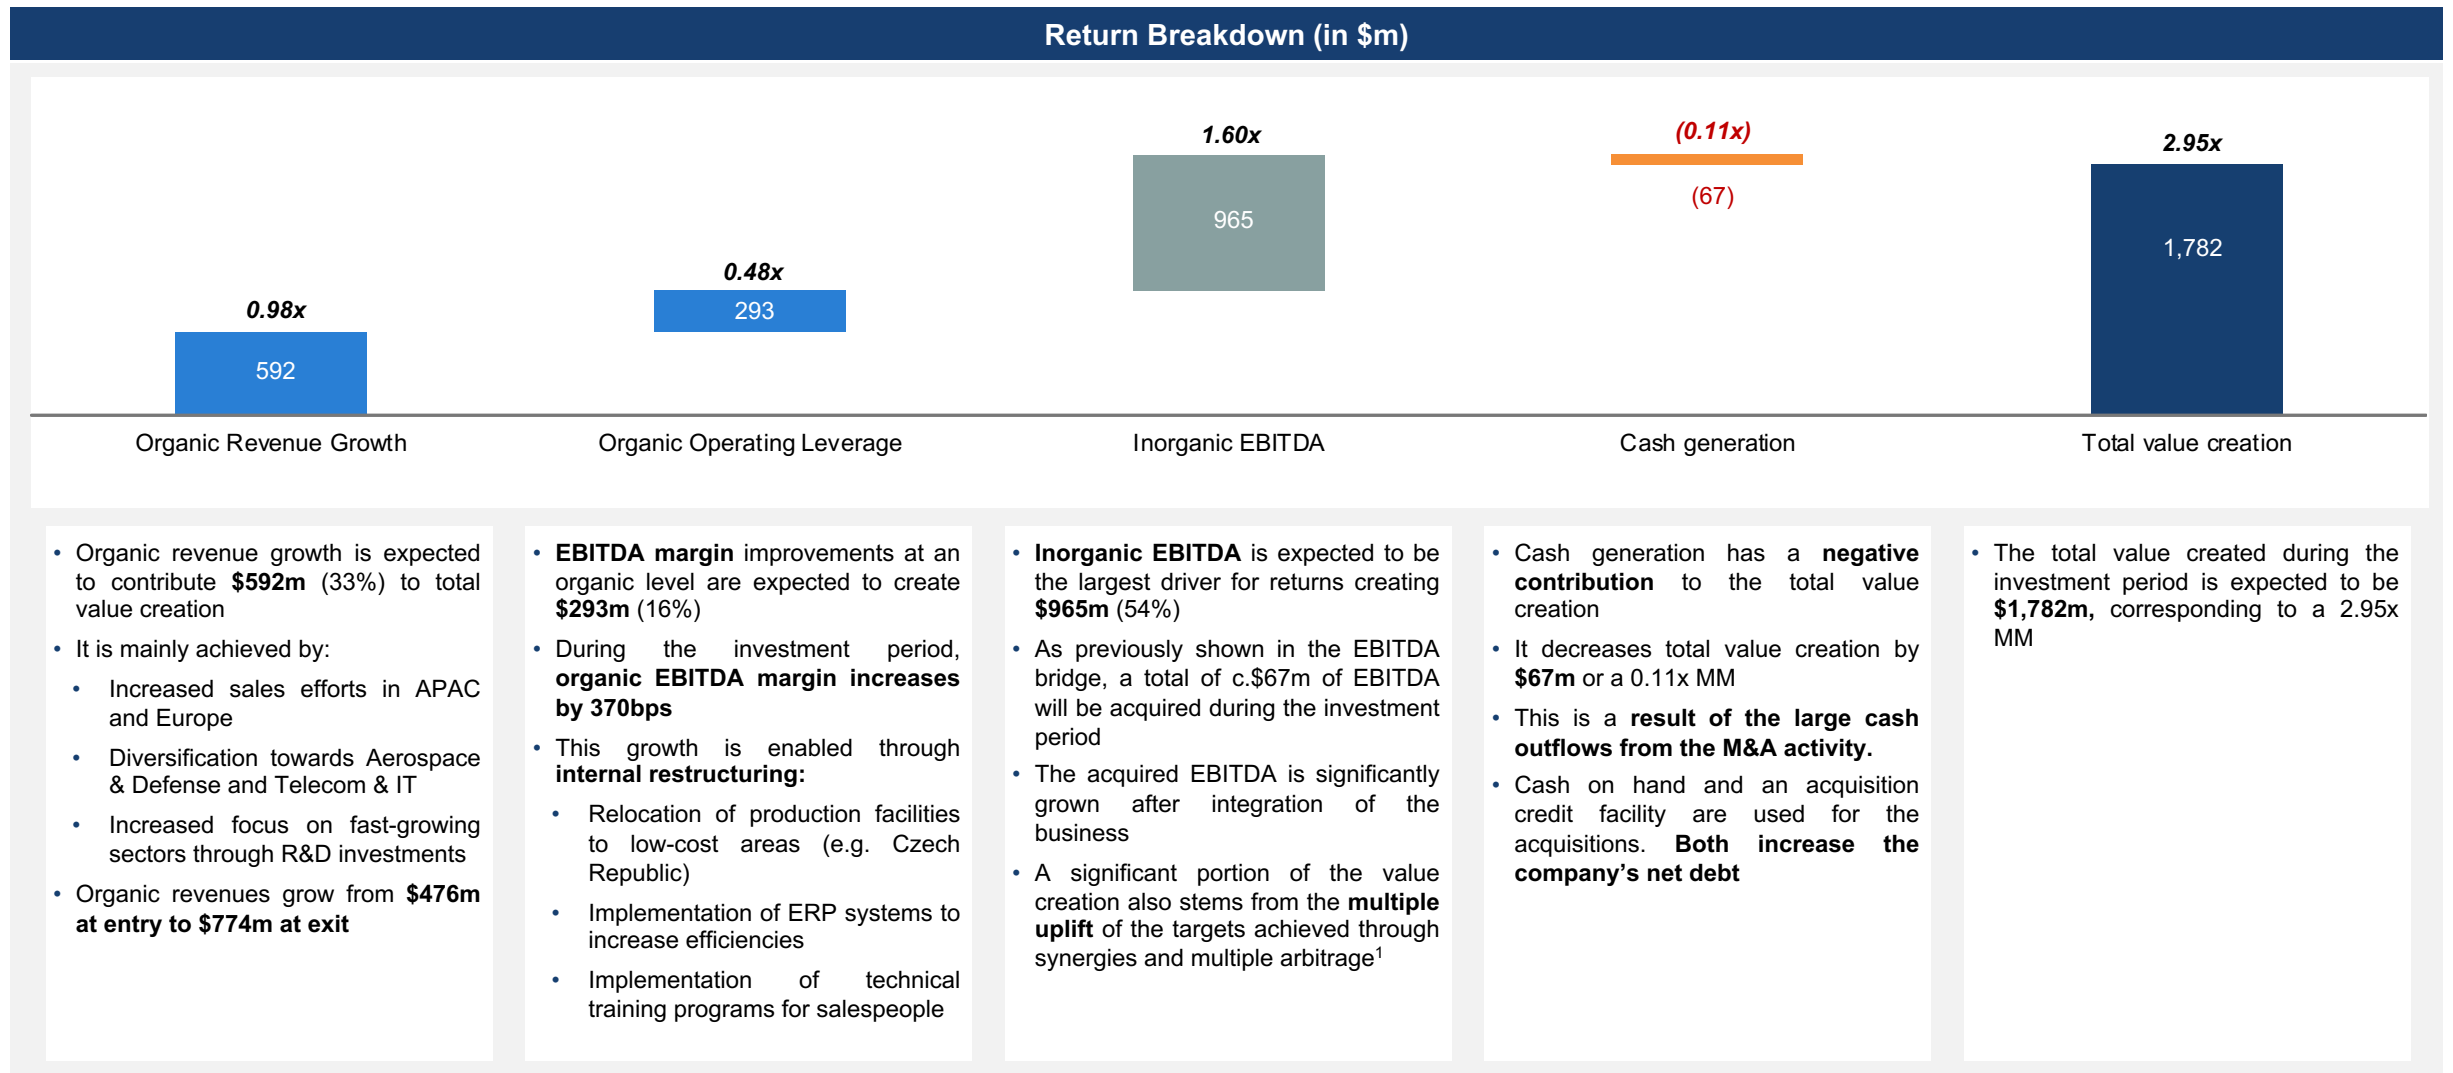 Return Breakdown (in $m)
0.98x
592
0.48x
293
1.60x
965
(0.11x)
(67)
2.95x
1,782
Organic Revenue Growth
Organic Operating Leverage
Inorganic EBITDA
Cash generation
Total value creation
• Organic revenue growth is expected
to contribute $592m (33%) to total
value creation
• It is mainly achieved by:
• Increased sales efforts in APAC
and Europe
• Diversification towards Aerospace
& Defense and Telecom & IT
• Increased focus on fast-growing
sectors through R&D investments
• Organic revenues grow from $476m
at entry to $774m at exit
• EBITDA margin improvements at an
organic level are expected to create
$293m (16%)
• During the investment period,
organic EBITDA margin increases
by 370bps
• This growth is enabled through
internal restructuring:
• Relocation of production facilities
to low-cost areas (e.g. Czech
Republic)
• Implementation of ERP systems to
increase efficiencies
• Implementation of technical
training programs for salespeople
• Inorganic EBITDA is expected to be
the largest driver for returns creating
$965m (54%)
• As previously shown in the EBITDA
bridge, a total of c.$67m of EBITDA
will be acquired during the investment
period
• The acquired EBITDA is significantly
grown after integration of the
business
• A significant portion of the value
creation also stems from the multiple
uplift of the targets achieved through
synergies and multiple arbitrage1
• Cash generation has a negative
contribution to the total value
creation
• It decreases total value creation by
$67m or a 0.11x MM
• This is a result of the large cash
outflows from the M&A activity.
• Cash on hand and an acquisition
credit facility are used for the
acquisitions. Both increase the
company's net debt
• The total value created during the
investment period is expected to be
$1,782m, corresponding to a 2.95x
MM